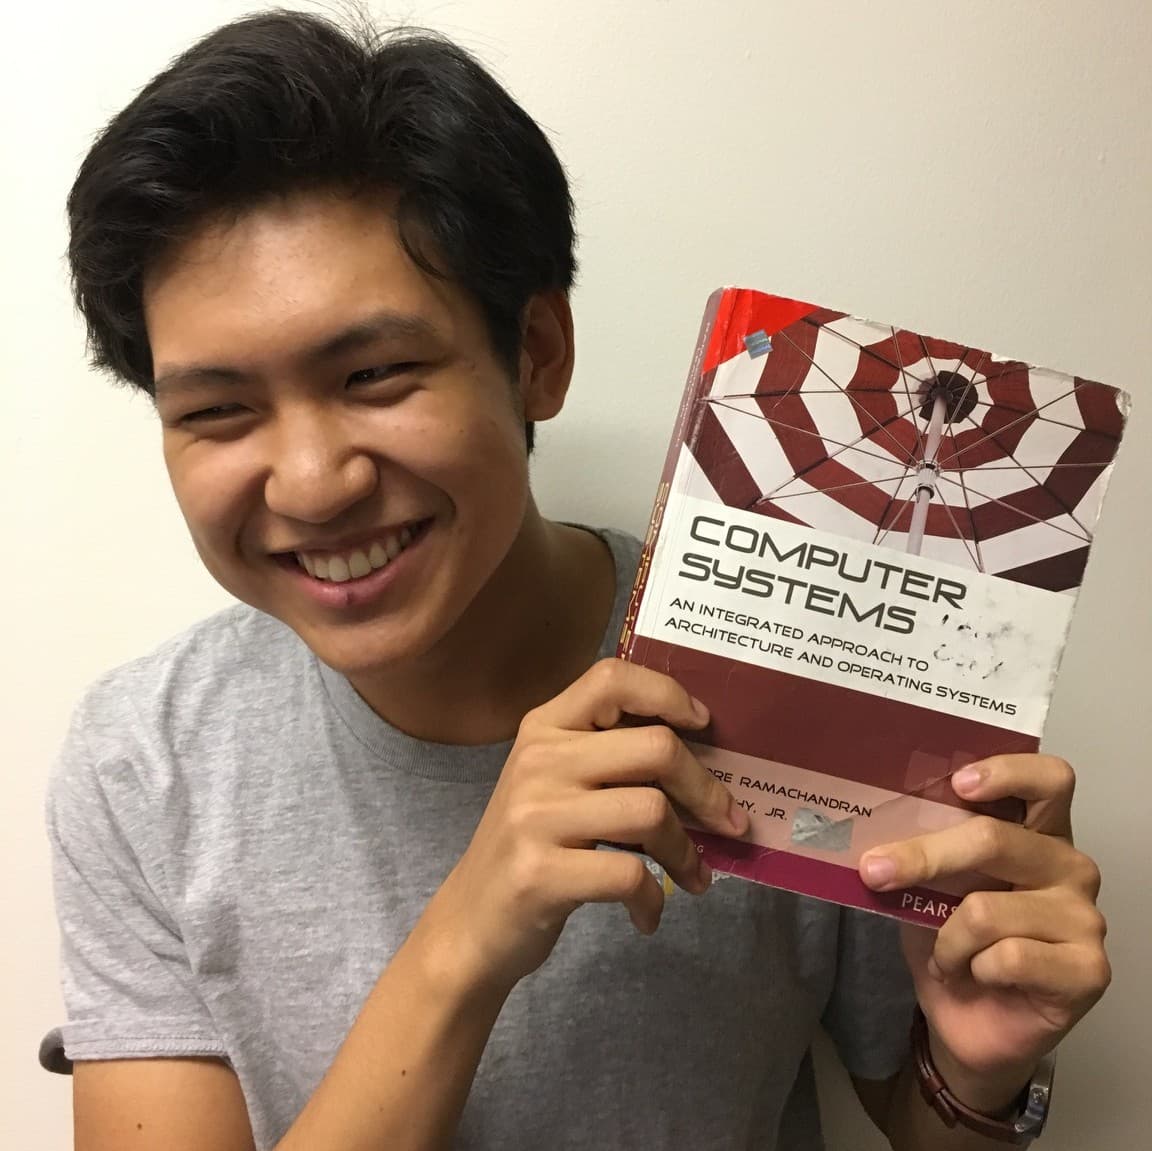 COMPUTER
SYSTEMS
AN INTEGRATED APPROACH TO
ARCHITECTURE AND OPERATING SYSTEMS
RAMACHANDRAN
JR.